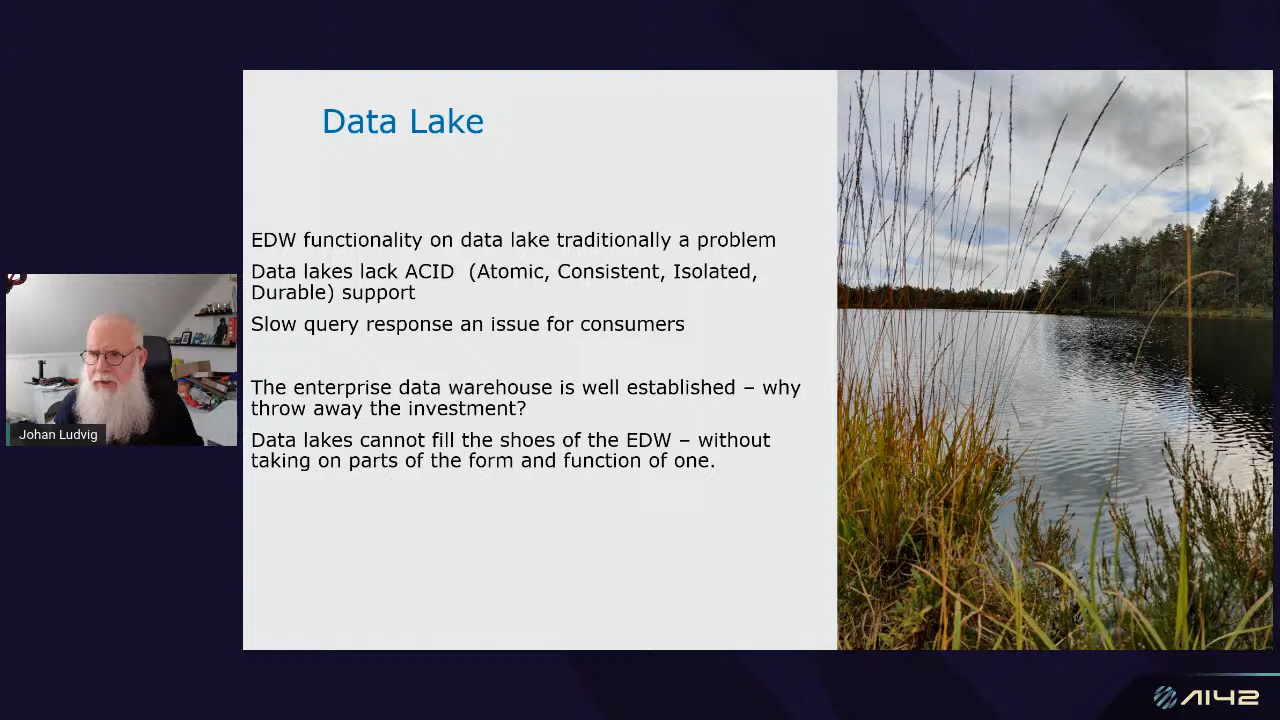 Data Lake
EDW functionality on data lake traditionally a problem
Data lakes lack ACID  (Atomic, Consistent, Isolated,
Durable) support
Slow query response an issue for consumers
The enterprise data warehouse is well established – why
throw away the investment?
Data lakes cannot fill the shoes of the EDW – without
taking on parts of the form and function of one.
Johan Ludvig
AI42